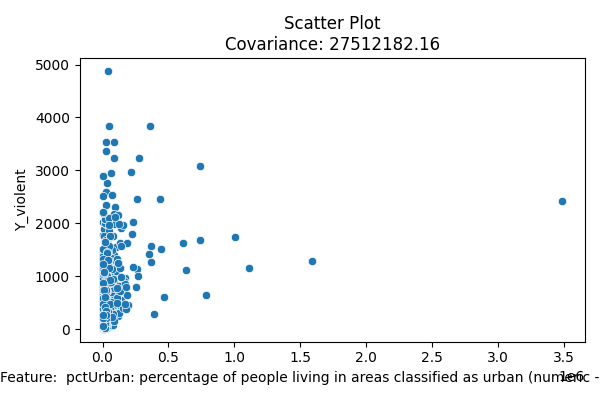 Scatter Plot
Covariance: 27512182.16
5000
4000
3000
2000
1000
0
Y_violent
0.0 0.5 1.0 1.5 2.0 2.5 3.0 3.5
1e6
Feature: pctUrban: percentage of people living in areas classified as urban (numeric -